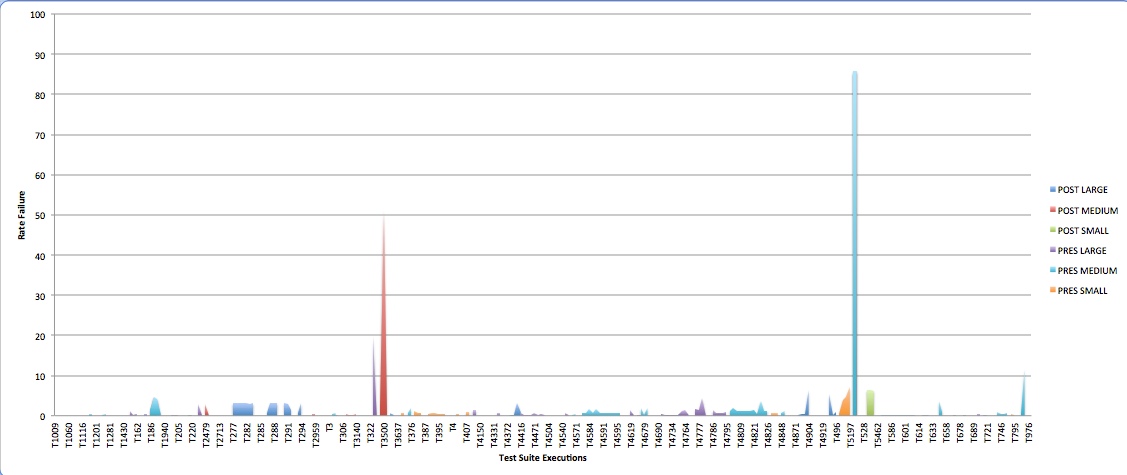 100
90
80
70
60
50
40
30
20
10
0
Rate Failure
T1009
T1060
T1116
T1201
T1281
T1430
T162
T186
T1940
T205
T220
T2479
T2713
T277
T282
T285
T288
T291
T294
T2959
T3
T306
T3140
T322
T3500
T3637
T376
T387
T395
T4
T407
T4150
T4331
T4372
T4416
T4471
T4504
T4540
T4571
T4584
T4591
T4595
T4619
T4679
T4690
T4734
T4764
T4777
T4786
T4795
T4809
T4821
T4826
T4848
T4871
T4904
T4919
T496
T5197
T528
T5462
T586
T601
T614
T633
T658
T678
T689
T721
T746
T795
T976
Test Suite Executions
POST LARGE
POST MEDIUM
POST SMALL
PRES LARGE
PRES MEDIUM
PRES SMALL